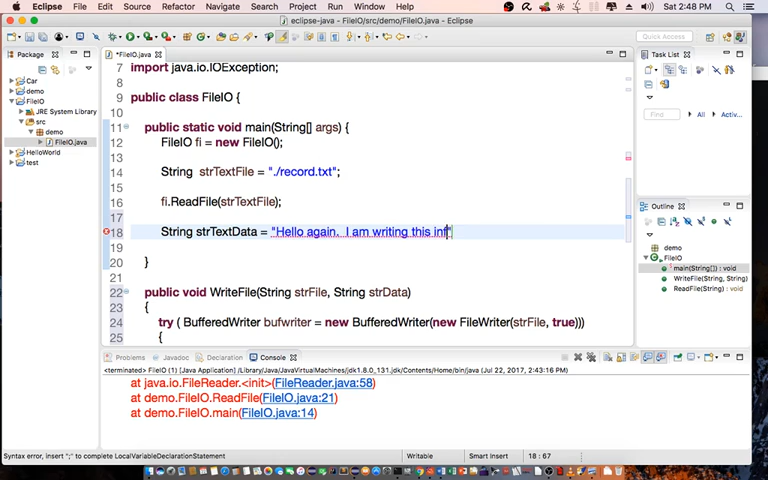 Eclipse File Edit Source Refactor Navigate Search Project Run Window Help Sat 2:48 PM
eclipse-java - FileIO/src/demo/FileIO.java - Eclipse
Quick Access
Package
*FileIO.java
Task List
Car
demo
FileIO
JRE System Library
src
demo
FileIO.java
HelloWorld
test
7 import java.io.IOException;
9 public class FileIO {
11 public static void main(String[] args) {
12 FileIO fi = new FileIO();
14 String strTextFile = "./record.txt";
16 fi.ReadFile(strTextFile);
17
18 String strTextData = "Hello again. I am writing this inf"
19
20 }
22 public void WriteFile(String strFile, String strData)
23 {
24 try ( BufferedWriter bufwriter = new BufferedWriter(new FileWriter(strFile, true)))
25 {
Find All Activ...
Outline
demo
FileIO
main(String[]) : void
WriteFile(String, String)
ReadFile(String) : void
Problems Javadoc Declaration Console
<terminated> FileIO (1) [Java Application] /Library/Java/JavaVirtualMachines/jdk1.8.0_131.jdk/Contents/Home/bin/java (Jul 22, 2017, 2:43:16 PM)
at java.io.FileReader.<init>(FileReader.java:58)
at demo.FileIO.ReadFile(FileIO.java:21)
at demo.FileIO.main(FileIO.java:14)
Syntax error, insert ";" to complete LocalVariableDeclarationStatement Writable Smart Insert 18 : 67